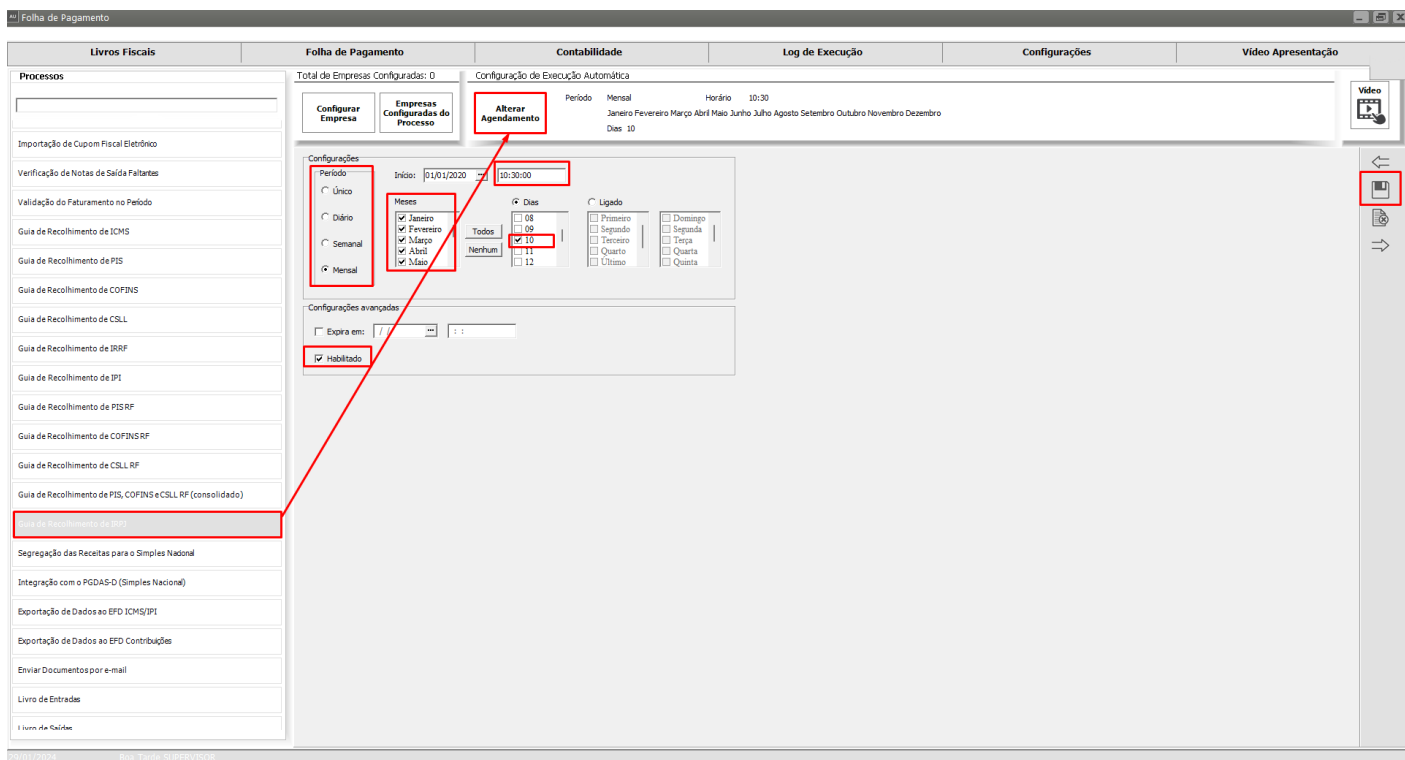 AU Folha de Pagamento
Livros Fiscais
Folha de Pagamento
Contabilidade
Log de Execução
Configurações
Vídeo Apresentação
Processos
Total de Empresas Configuradas: 0
Configuração de Execução Automática
Configurar Empresa
Empresas Configuradas do Processo
Alterar Agendamento
Período Mensal Horário 10:30
Janeiro Fevereiro Março Abril Maio Junho Julho Agosto Setembro Outubro Novembro Dezembro
Dias 10
Vídeo
Importação de Cupom Fiscal Eletrônico
Verificação de Notas de Saída Faltantes
Validação do Faturamento no Período
Guia de Recolhimento de ICMS
Guia de Recolhimento de PIS
Guia de Recolhimento de COFINS
Guia de Recolhimento de CSLL
Guia de Recolhimento de IRRF
Guia de Recolhimento de IPI
Guia de Recolhimento de PIS RF
Guia de Recolhimento de COFINS RF
Guia de Recolhimento de CSLL RF
Guia de Recolhimento de PIS, COFINS e CSLL RF (consolidado)
Guia de Recolhimento de IRPJ
Segregação das Receitas para o Simples Nacional
Integração com o PGDAS-D (Simples Nacional)
Exportação de Dados ao EFD ICMS/IPI
Exportação de Dados ao EFD Contribuições
Enviar Documentos por e-mail
Livro de Entradas
Livro de Saídas
Configurações
Período
Único
Diário
Semanal
Mensal
Início: 01/01/2020 ... 10:30:00
Meses
Janeiro
Fevereiro
Março
Abril
Maio
Todos
Nenhum
Dias
08
09
10
11
12
Ligado
Primeiro
Segundo
Terceiro
Quarto
Último
Domingo
Segunda
Terça
Quarta
Quinta
Configurações avançadas
Expira em: / / ... : :
Habilitado
29/01/2024 Boa Tarde SUPERVISOR